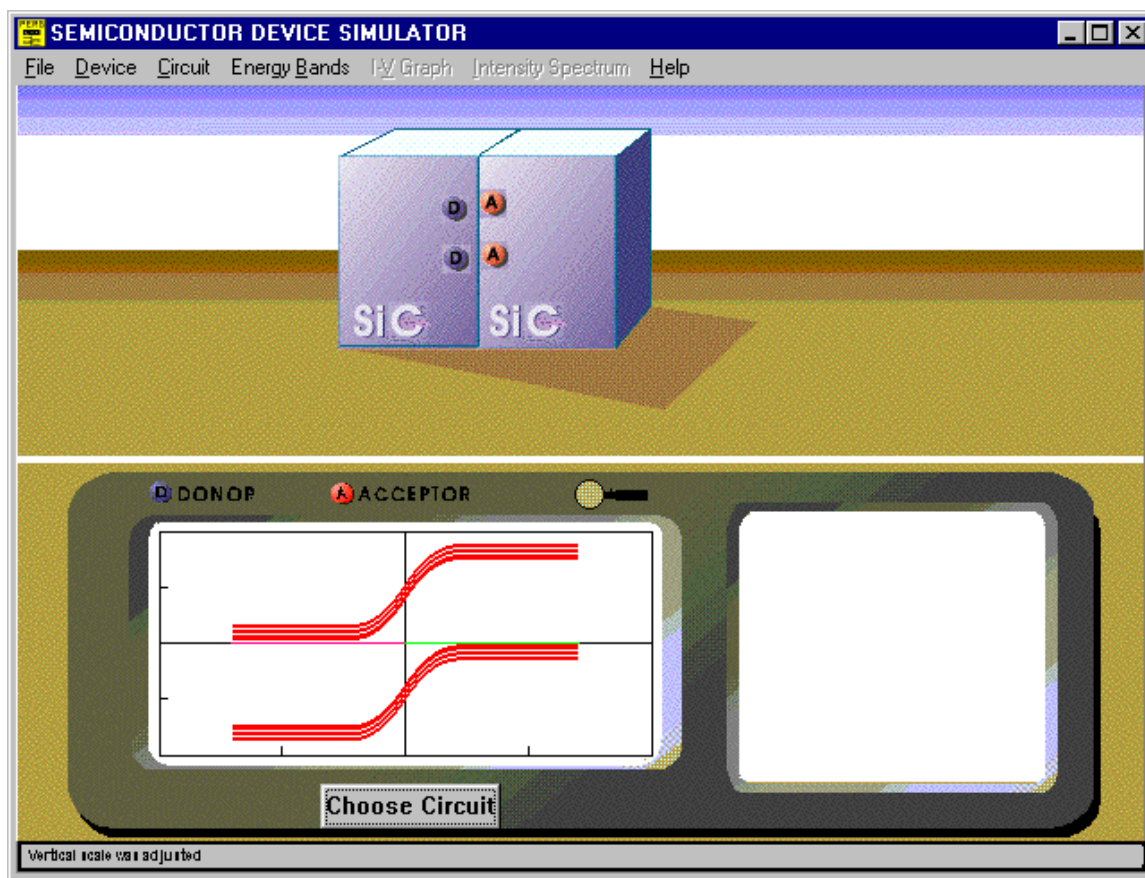 SEMICONDUCTOR DEVICE SIMULATOR
File Device Circuit Energy Bands I-V Graph Intensity Spectrum Help
D A
D A
SiC SiC
D DONOR A ACCEPTOR
Choose Circuit
Vertical scale was adjusted